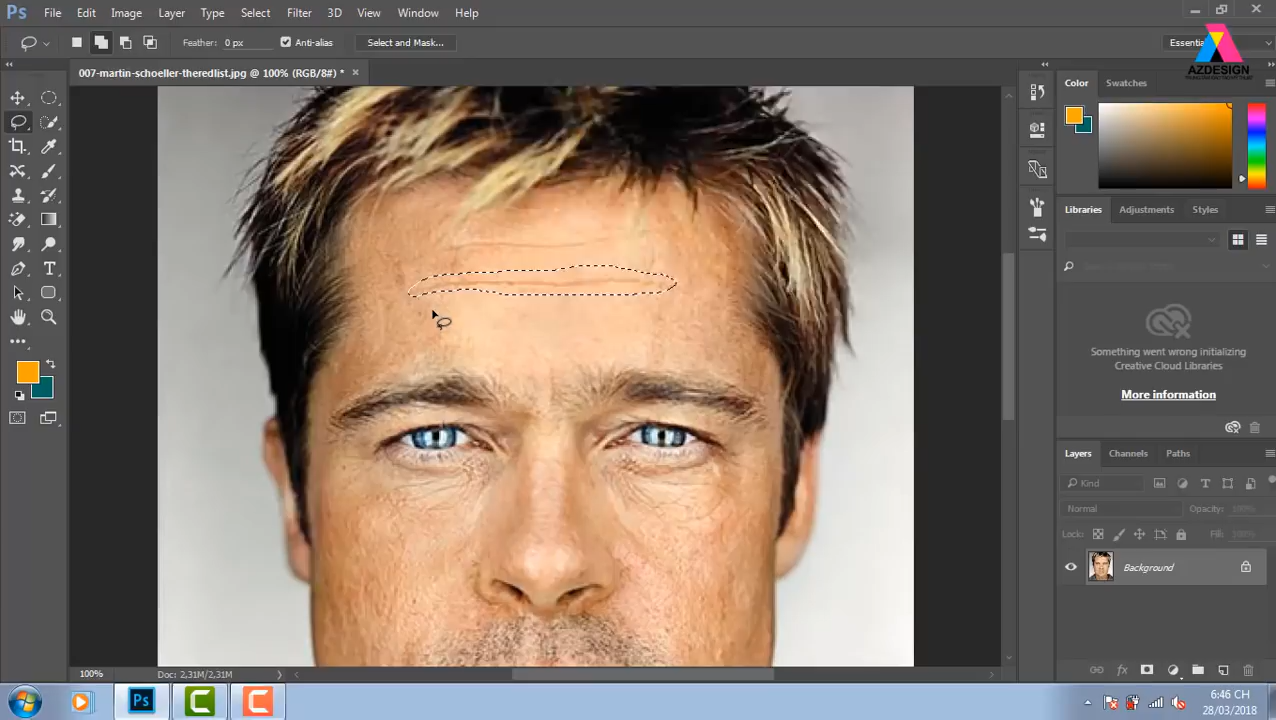 Ps File Edit Image Layer Type Select Filter 3D View Window Help
Feather: 0 px Anti-alias Select and Mask... Essenti
AZDESIGN
007-martin-schoeller-theredlist.jpg @ 100% (RGB/8#) *
Color Swatches
Libraries Adjustments Styles
Something went wrong initializing
Creative Cloud Libraries
More information
Layers Channels Paths
Kind
Normal Opacity: 100%
Lock: Fill: 100%
Background
100% Doc: 2,31M/2,31M
Ps
6:46 CH
28/03/2018